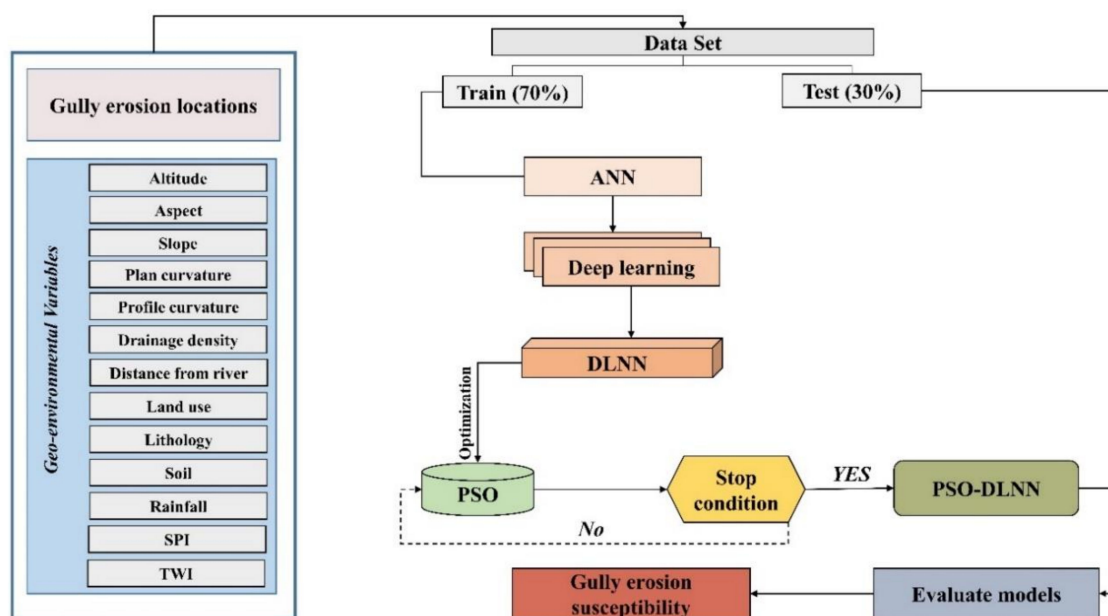 Gully erosion locations
Geo-environmental Variables
Altitude
Aspect
Slope
Plan curvature
Profile curvature
Drainage density
Distance from river
Land use
Lithology
Soil
Rainfall
SPI
TWI
Data Set
Train (70%)
Test (30%)
ANN
Deep learning
DLNN
Optimization
PSO
Stop
condition
YES
No
PSO-DLNN
Evaluate models
Gully erosion
susceptibility